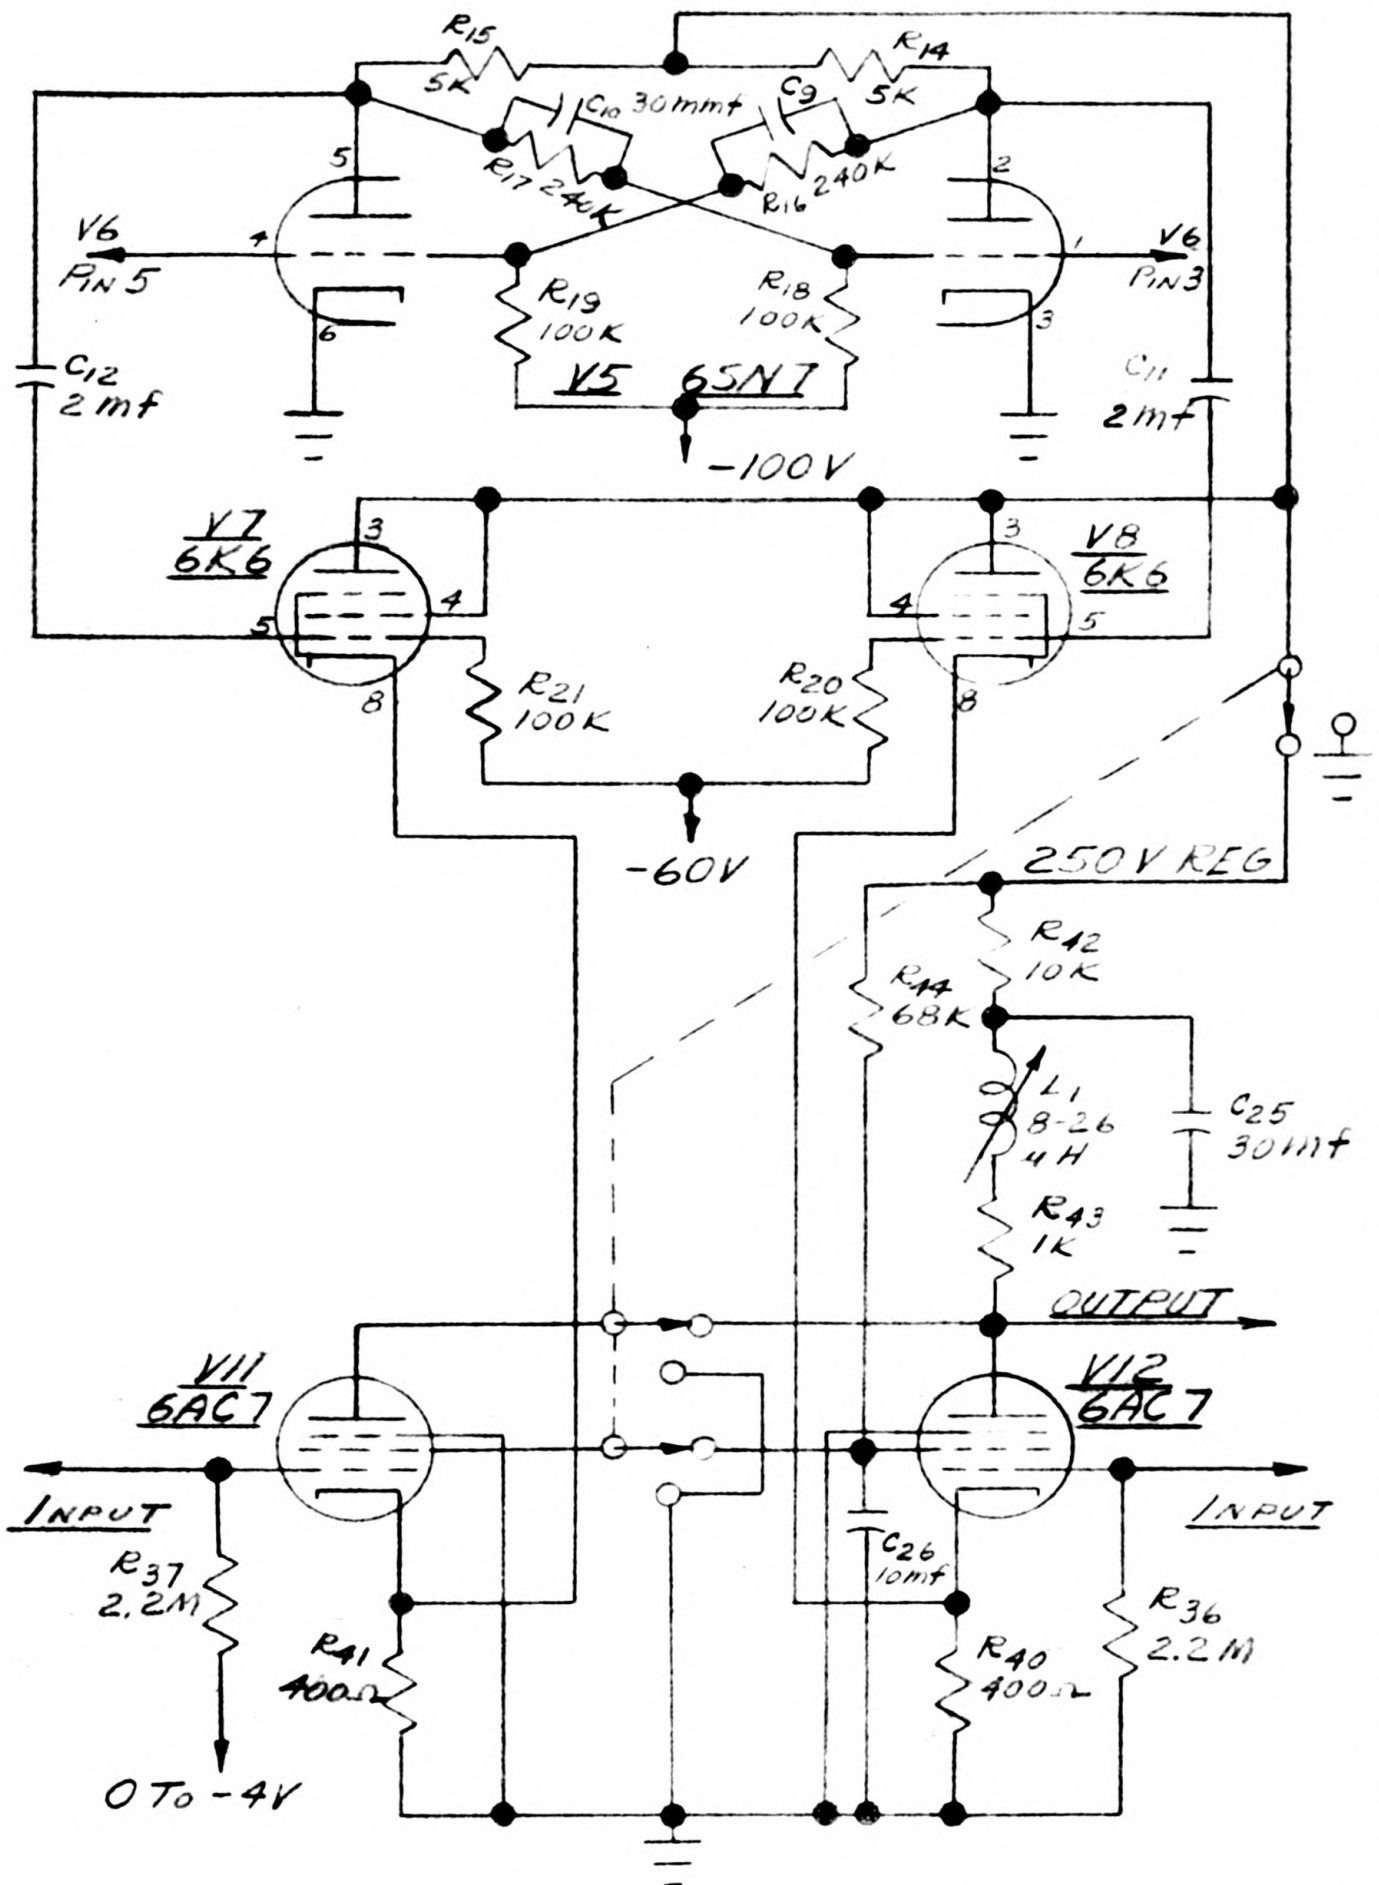 R15
5K
R14
5K
C10 30mmf
C9
R17 240K
R16 240K
5
2
V6
PIN 5
4
1
V6
PIN 3
6
3
R19
100K
R18
100K
V5 6SN7
C12
2mf
C11
2mf
-100V
V7
6K6
3
4
5
8
V8
6K6
3
4
5
8
R21
100K
R20
100K
-60V
250V REG
R42
10K
R44
68K
L1
8-26
uH
C25
30mf
R43
1K
OUTPUT
V11
6AC7
V12
6AC7
INPUT
INPUT
R37
2.2M
C26
10mf
R36
2.2M
R41
400Ω
R40
400Ω
0 To -4V